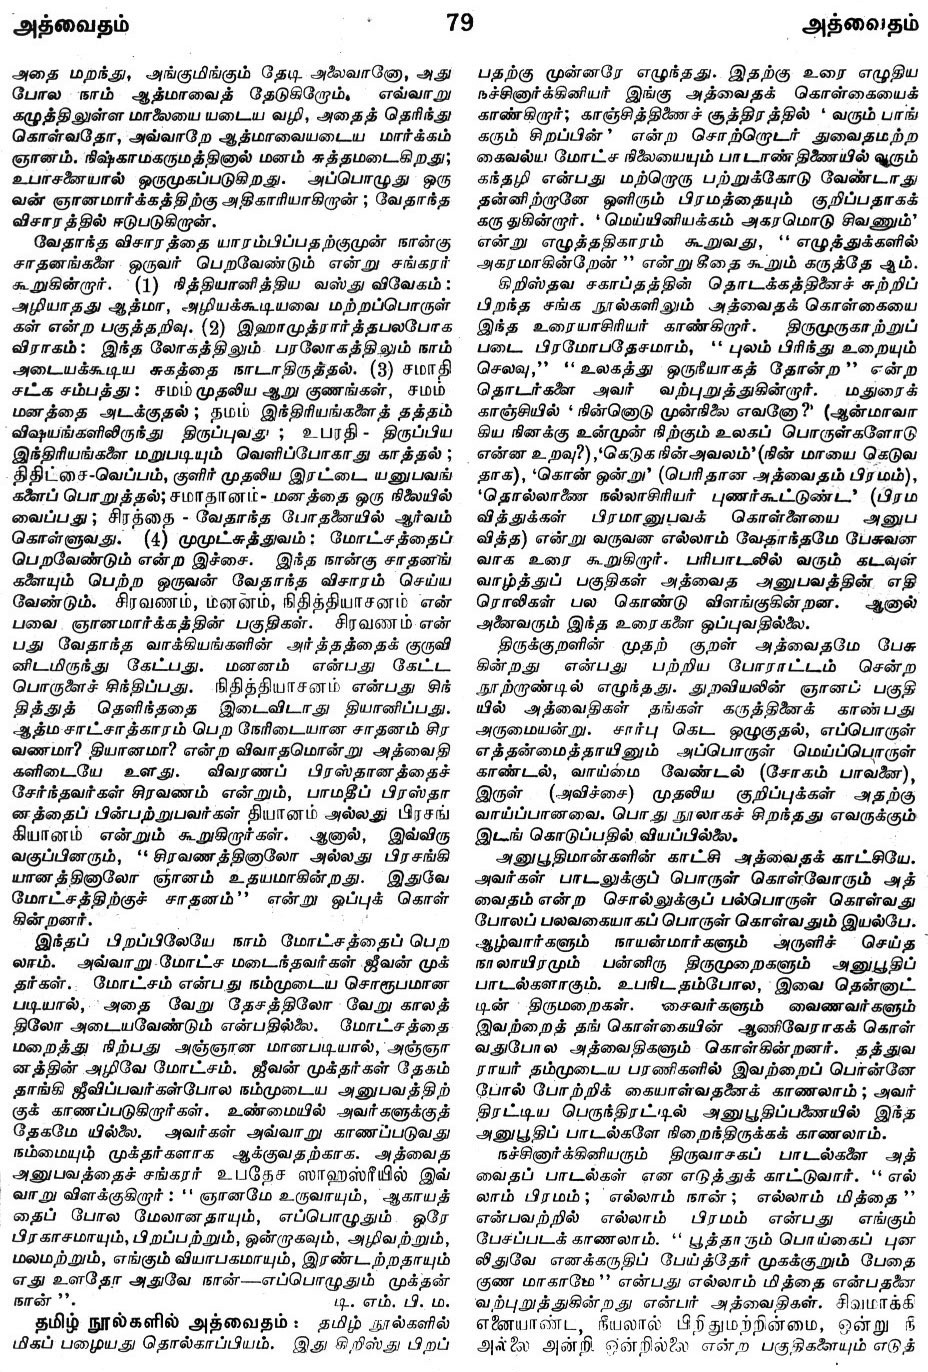 அத்வைதம்
79
அத்வைதம்
அதை மறந்து, அங்குமிங்கும் தேடி அலைவானோ, அது
போல நாம் ஆத்மாவைத் தேடுகிறோம். எவ்வாறு
கழுத்திலுள்ள மாலையை யடைய வழி, அதைத் தெரிந்து
கொள்வதோ, அவ்வாறே ஆத்மாவையடைய மார்க்கம்
ஞானம். நிஷ்காமகருமத்தினால் மனம் சுத்தமடைகிறது;
உபாசனையால் ஒருமுகப்படுகிறது. அப்பொழுது ஒரு
வன் ஞானமார்க்கத்திற்கு அதிகாரியாகிறான்; வேதாந்த
விசாரத்தில் ஈடுபடுகிறான்.
வேதாந்த விசாரத்தை யாரம்பிப்பதற்குமுன் நான்கு
சாதனங்களை ஒருவர் பெறவேண்டும் என்று சங்கரர்
கூறுகின்றார். (1) நித்தியானித்திய வஸ்து விவேகம்:
அழியாதது ஆத்மா, அழியக்கூடியவை மற்றப்பொருள்
கள் என்ற பகுத்தறிவு. (2) இஹாமுத்ரார்த்தபலபோக
விராகம்: இந்த லோகத்திலும் பரலோகத்திலும் நாம்
அடையக்கூடிய சுகத்தை நாடாதிருத்தல். (3) சமாதி
சட்க சம்பத்து: சமம் முதலிய ஆறு குணங்கள், சமம்
மனத்தை அடக்குதல்; தமம் இந்திரியங்களைத் தத்தம்
விஷயங்களிலிருந்து திருப்புவது; உபரதி - திருப்பிய
இந்திரியங்களை மறுபடியும் வெளிப்போகாது காத்தல்;
திதிட்சை-வெப்பம், குளிர் முதலிய இரட்டை யனுபவங்
களைப் பொறுத்தல்; சமாதானம்- மனத்தை ஒரு நிலையில்
வைப்பது; சிரத்தை - வேதாந்த போதனையில் ஆர்வம்
கொள்ளுவது. (4) முமுட்சுத்துவம்: மோட்சத்தைப்
பெறவேண்டும் என்ற இச்சை. இந்த நான்கு சாதனங்
களையும் பெற்ற ஒருவன் வேதாந்த விசாரம் செய்ய
வேண்டும். சிரவணம், மனனம், நிதித்தியாசனம் என்
பவை ஞானமார்க்கத்தின் பகுதிகள். சிரவணம் என்
பது வேதாந்த வாக்கியங்களின் அர்த்தத்தைக் குருவி
னிடமிருந்து கேட்பது. மனனம் என்பது கேட்ட
பொருளைச் சிந்திப்பது. நிதித்தியாசனம் என்பது சிந்
தித்துத் தெளிந்ததை இடைவிடாது தியானிப்பது.
ஆத்ம சாட்சாத்காரம் பெற நேரிடையான சாதனம் சிர
வணமா? தியானமா? என்ற விவாதமொன்று அத்வைதி
களிடையே உளது. விவரணப் பிரஸ்தானத்தைச்
சேர்ந்தவர்கள் சிரவணம் என்றும், பாமதீப் பிரஸ்தா
னத்தைப் பின்பற்றுபவர்கள் தியானம் அல்லது பிரசங்
கியானம் என்றும் கூறுகிறார்கள். ஆனால், இவ்விரு
வகுப்பினரும், “சிரவணத்தினாலோ அல்லது பிரசங்கி
யானத்தினாலோ ஞானம் உதயமாகின்றது. இதுவே
மோட்சத்திற்குச் சாதனம்” என்று ஒப்புக் கொள்
கின்றனர்.
இந்தப் பிறப்பிலேயே நாம் மோட்சத்தைப் பெற
லாம். அவ்வாறு மோட்ச மடைந்தவர்கள் ஜீவன் முக்
தர்கள். மோட்சம் என்பது நம்முடைய சொரூபமான
படியால், அதை வேறு தேசத்திலோ வேறு காலத்
திலோ அடையவேண்டும் என்பதில்லை. மோட்சத்தை
மறைத்து நிற்பது அஞ்ஞான மானபடியால், அஞ்ஞா
னத்தின் அழிவே மோட்சம். ஜீவன் முக்தர்கள் தேகம்
தாங்கி ஜீவிப்பவர்கள்போல நம்முடைய அனுபவத்திற்
குக் காணப்படுகிறார்கள். உண்மையில் அவர்களுக்குத்
தேகமே யில்லை. அவர்கள் அவ்வாறு காணப்படுவது
நம்மையும் முக்தர்களாக ஆக்குவதற்காக. அத்வைத
அனுபவத்தைச் சங்கரர் உபதேச ஸாஹஸ்ரீயில் இவ்
வாறு விளக்குகிறார்: “ஞானமே உருவாயும், ஆகாயத்
தைப் போல மேலானதாயும், எப்பொழுதும் ஒரே
பிரகாசமாயும், பிறப்பற்றும், ஒன்றாகவும், அழிவற்றும்,
மலமற்றும், எங்கும் வியாபகமாயும், இரண்டற்றதாயும்
எது உளதோ அதுவே நான்—எப்பொழுதும் முக்தன்
நான்”. டி. எம். பி. ம.
தமிழ் நூல்களில் அத்வைதம்: தமிழ் நூல்களில்
மிகப் பழையது தொல்காப்பியம். இது கிறிஸ்து பிறப்
பதற்கு முன்னரே எழுந்தது. இதற்கு உரை எழுதிய
நச்சினார்க்கினியர் இங்கு அத்வைதக் கொள்கையைக்
காண்கிறார்; காஞ்சித்திணைச் சூத்திரத்தில் ‘வரும் பாங்
கரும் சிறப்பின்’ என்ற சொற்றொடர் துவைதமற்ற
கைவல்ய மோட்ச நிலையையும் பாடாண்திணையில் வரும்
கந்தழி என்பது மற்றொரு பற்றுக்கோடு வேண்டாது
தன்னிற்றானே ஒளிரும் பிரமத்தையும் குறிப்பதாகக்
கருதுகின்றார். ‘மெய்யினியக்கம் அகரமொடு சிவணும்’
என்று எழுத்ததிகாரம் கூறுவது, “எழுத்துக்களில்
அகரமாகின்றேன்” என்று கீதை கூறும் கருத்தே ஆம்.
கிறிஸ்தவ சகாப்தத்தின் தொடக்கத்தினைச் சுற்றிப்
பிறந்த சங்க நூல்களிலும் அத்வைதக் கொள்கையை
இந்த உரையாசிரியர் காண்கிறார். திருமுருகாற்றுப்
படை பிரமோபதேசமாம், “புலம் பிரிந்து உறையும்
செலவு,” “உலகத்து ஒருநீயாகத் தோன்ற” என்ற
தொடர்களை அவர் வற்புறுத்துகின்றார். மதுரைக்
காஞ்சியில் ‘நின்னொடு முன்நிலை எவனோ?’ (ஆன்மாவா
கிய நினக்கு உன்முன் நிற்கும் உலகப் பொருள்களோடு
என்ன உறவு?), ‘கெடுக நின்அவலம்’ (நின் மாயை கெடுவ
தாக), ‘கொன் ஒன்று’ (பெரிதான அத்வைதம் பிரமம்),
‘தொல்லாணை நல்லாசிரியர் புணர்கூட்டுண்ட’ (பிரம
வித்துக்கள் பிரமானுபவக் கொள்ளையை அனுப
வித்த) என்று வருவன எல்லாம் வேதாந்தமே பேசுவன
வாக உரை கூறுகிறார். பரிபாடலில் வரும் கடவுள்
வாழ்த்துப் பகுதிகள் அத்வைத அனுபவத்தின் எதி
ரொலிகள் பல கொண்டு விளங்குகின்றன. ஆனால்
அனைவரும் இந்த உரைகளை ஒப்புவதில்லை.
திருக்குறளின் முதற் குறள் அத்வைதமே பேசு
கின்றது என்பது பற்றிய போராட்டம் சென்ற
நூற்றாண்டில் எழுந்தது. துறவியலின் ஞானப் பகுதி
யில் அத்வைதிகள் தங்கள் கருத்தினைக் காண்பது
அருமையன்று. சார்பு கெட ஒழுகுதல், எப்பொருள்
எத்தன்மைத்தாயினும் அப்பொருள் மெய்ப்பொருள்
காண்டல், வாய்மை வேண்டல் (சோகம் பாவனை),
இருள் (அவிச்சை) முதலிய குறிப்புக்கள் அதற்கு
வாய்ப்பானவை. பொது நூலாகச் சிறந்தது எவருக்கும்
இடங் கொடுப்பதில் வியப்பில்லை.
அனுபூதிமான்களின் காட்சி அத்வைதக் காட்சியே.
அவர்கள் பாடலுக்குப் பொருள் கொள்வோரும் அத்
வைதம் என்ற சொல்லுக்குப் பல்பொருள் கொள்வது
போலப் பலவகையாகப் பொருள் கொள்வதும் இயல்பே.
ஆழ்வார்களும் நாயன்மார்களும் அருளிச் செய்த
நாலாயிரமும் பன்னிரு திருமுறைகளும் அனுபூதிப்
பாடல்களாகும். உபநிடதம்போல, இவை தென்னாட்
டின் திருமறைகள். சைவர்களும் வைணவர்களும்
இவற்றைத் தங் கொள்கையின் ஆணிவேராகக் கொள்
வதுபோல அத்வைதிகளும் கொள்கின்றனர். தத்துவ
ராயர் தம்முடைய பரணிகளில் இவற்றைப் பொன்னே
போல் போற்றிக் கையாள்வதனைக் காணலாம்; அவர்
திரட்டிய பெருந்திரட்டில் அனுபூதிப்பனையில் இந்த
அனுபூதிப் பாடல்களே நிறைந்திருக்கக் காணலாம்.
நச்சினார்க்கினியரும் திருவாசகப் பாடல்களை அத்
வைதப் பாடல்கள் என எடுத்துக் காட்டுவார். “எல்
லாம் பிரமம்; எல்லாம் நான்; எல்லாம் மித்தை”
என்பவற்றில் எல்லாம் பிரமம் என்பது எங்கும்
பேசப்படக் காணலாம். “பூத்தாரும் பொய்கைப் புன
லிதுவே எனக்கருதிப் பேய்த்தேர் முகக்குறும் பேதை
குண மாகாமே” என்பது எல்லாம் மித்தை என்பதனை
வற்புறுத்துகின்றது என்பர் அத்வைதிகள். சிவமாக்கி
எனையாண்ட, நீயலால் பிறிதுமற்றின்மை, ஒன்று நீ
அல்லை அன்றி ஒன்றில்லை என்ற பகுதிகளையும் எடுத்